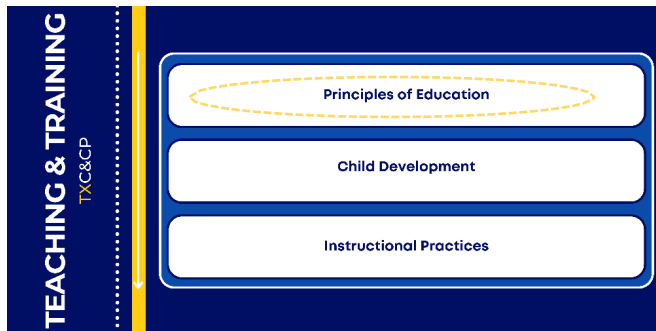 TEACHING & TRAINING
TXC&CP
Principles of Education
Child Development
Instructional Practices